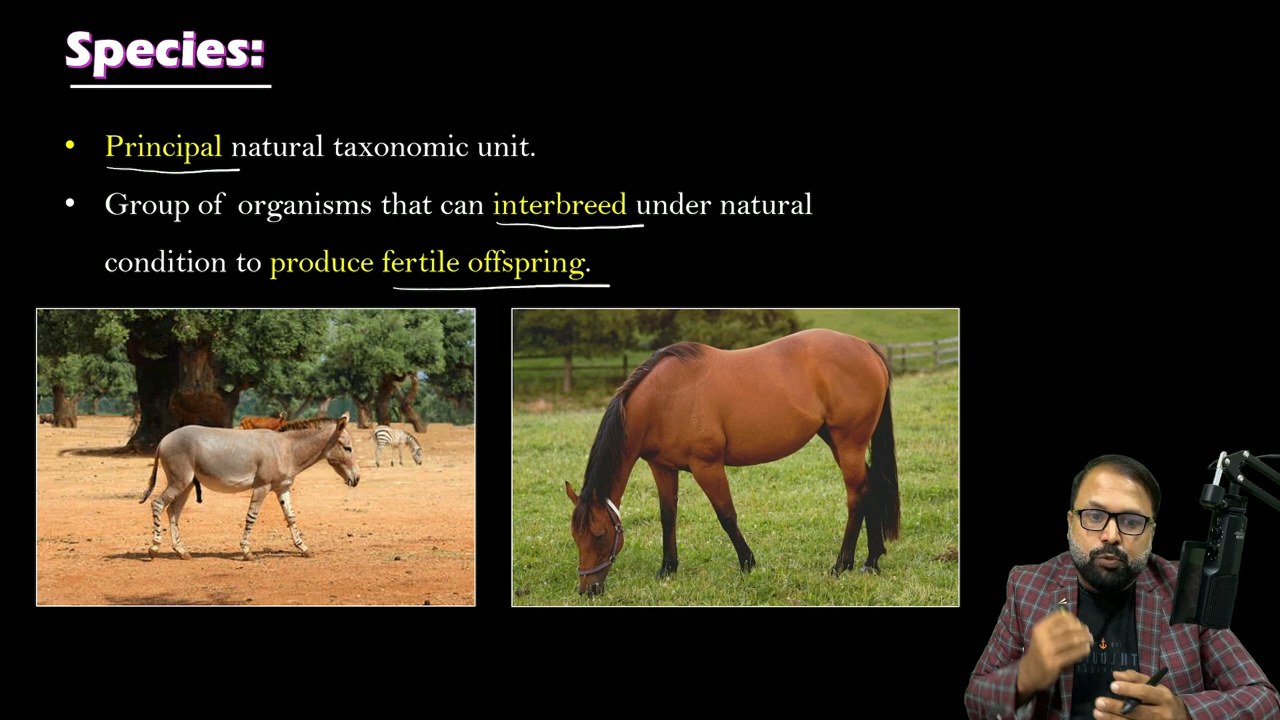 Species:
• Principal natural taxonomic unit.
• Group of organisms that can interbreed under natural
condition to produce fertile offspring.